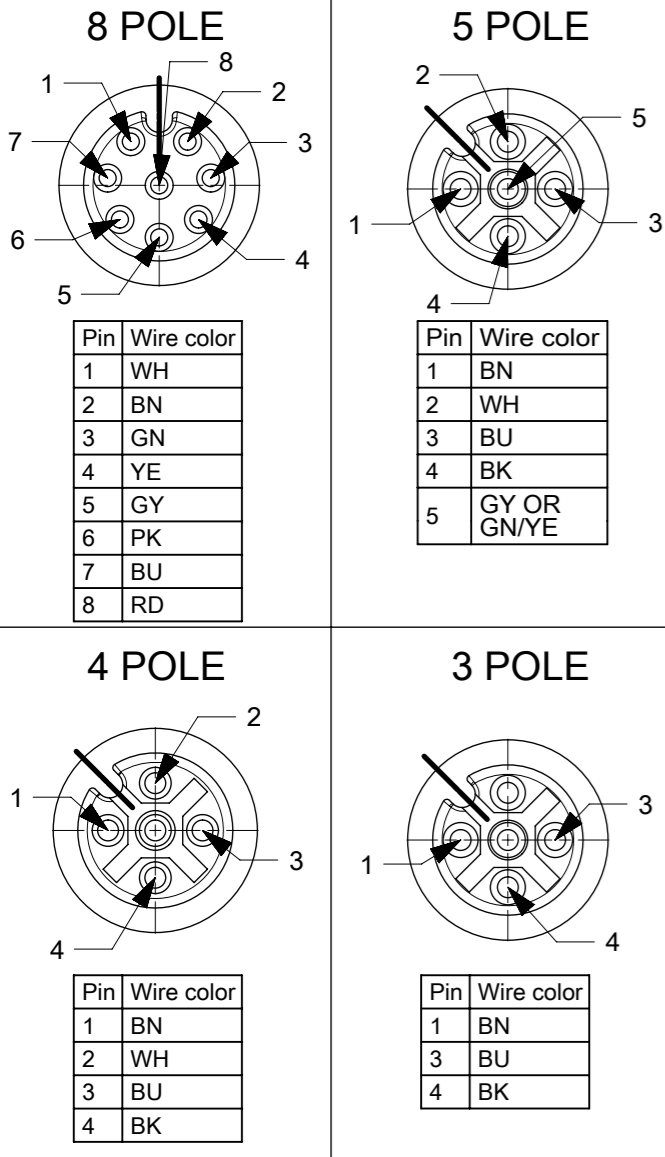 8 POLE
1
8
2
7
3
6
4
5
Pin Wire color
1 WH
2 BN
3 GN
4 YE
5 GY
6 PK
7 BU
8 RD
5 POLE
2
5
1
3
4
Pin Wire color
1 BN
2 WH
3 BU
4 BK
5 GY OR
GN/YE
4 POLE
2
1
3
4
Pin Wire color
1 BN
2 WH
3 BU
4 BK
3 POLE
3
1
4
Pin Wire color
1 BN
3 BU
4 BK